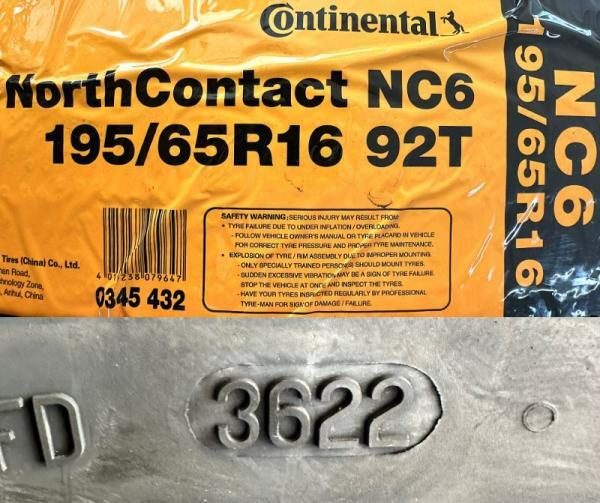 Continental
NorthContact NC6
195/65R16 92T
NC6
195/65R16
SAFETY WARNING: SERIOUS INJURY MAY RESULT FROM
• TYRE FAILURE DUE TO UNDER INFLATION / OVERLOADING.
- FOLLOW VEHICLE OWNER'S MANUAL OR TYRE PLACARD IN VEHICLE
FOR CORRECT TYRE PRESSURE AND PROPER TYRE MAINTENANCE.
• EXPLOSION OF TYRE / RIM ASSEMBLY DUE TO IMPROPER MOUNTING.
- ONLY SPECIALLY TRAINED PERSONS SHOULD MOUNT TYRES.
- SUDDEN EXCESSIVE VIBRATION MAY BE A SIGN OF TYRE FAILURE.
STOP THE VEHICLE AT ONCE AND INSPECT THE TYRES.
- HAVE YOUR TYRES INSPECTED REGULARLY BY PROFESSIONAL
TYRE-MAN FOR SIGN OF DAMAGE / FAILURE.
Tires (China) Co., Ltd.
Road,
Zone,
, Anhui, China
4 019238 079647
0345 432
FD 3622